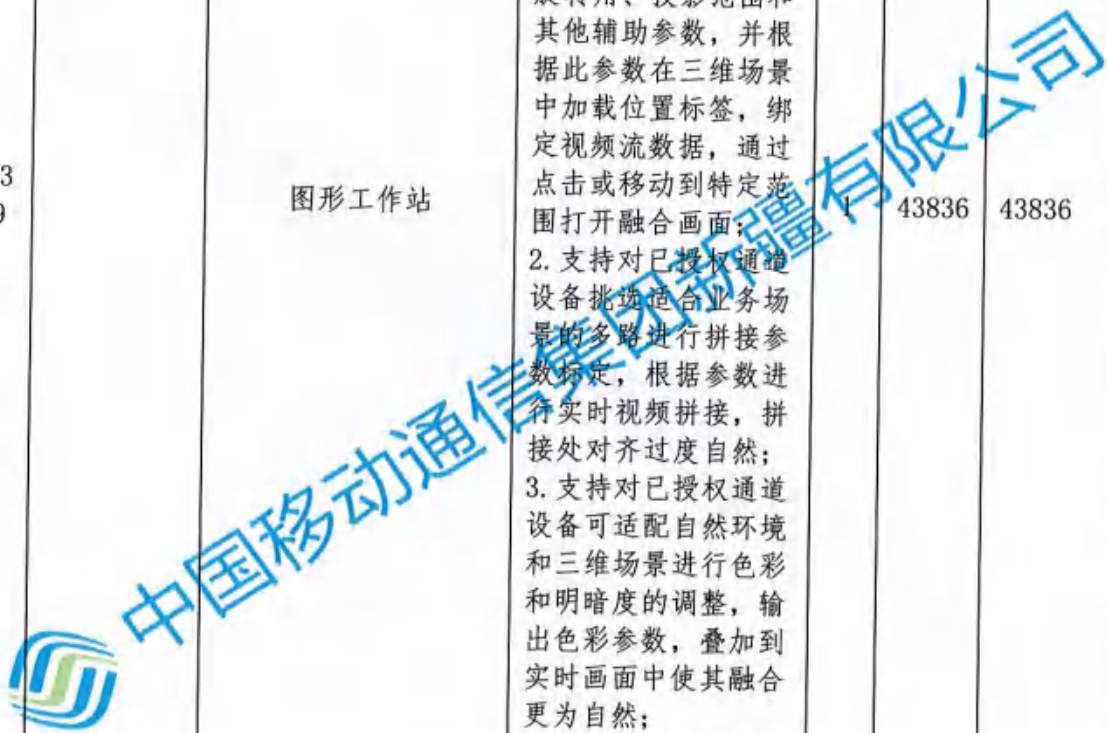 其他辅助参数，并根
据此参数在三维场景
中加载位置标签，绑
定视频流数据，通过
3
点击或移动到特定范
9
图形工作站
围打开融合画面；
1
43836
43836
2.支持对已授权通道
设备挑选适合业务场
景的多路进行拼接参
数标定，根据参数进
行实时视频拼接，拼
接处对齐过度自然；
3.支持对已授权通道
设备可适配自然环境
和三维场景进行色彩
和明暗度的调整，输
出色彩参数，叠加到
实时画面中使其融合
更为自然；
中国移动通信集团新疆有限公司